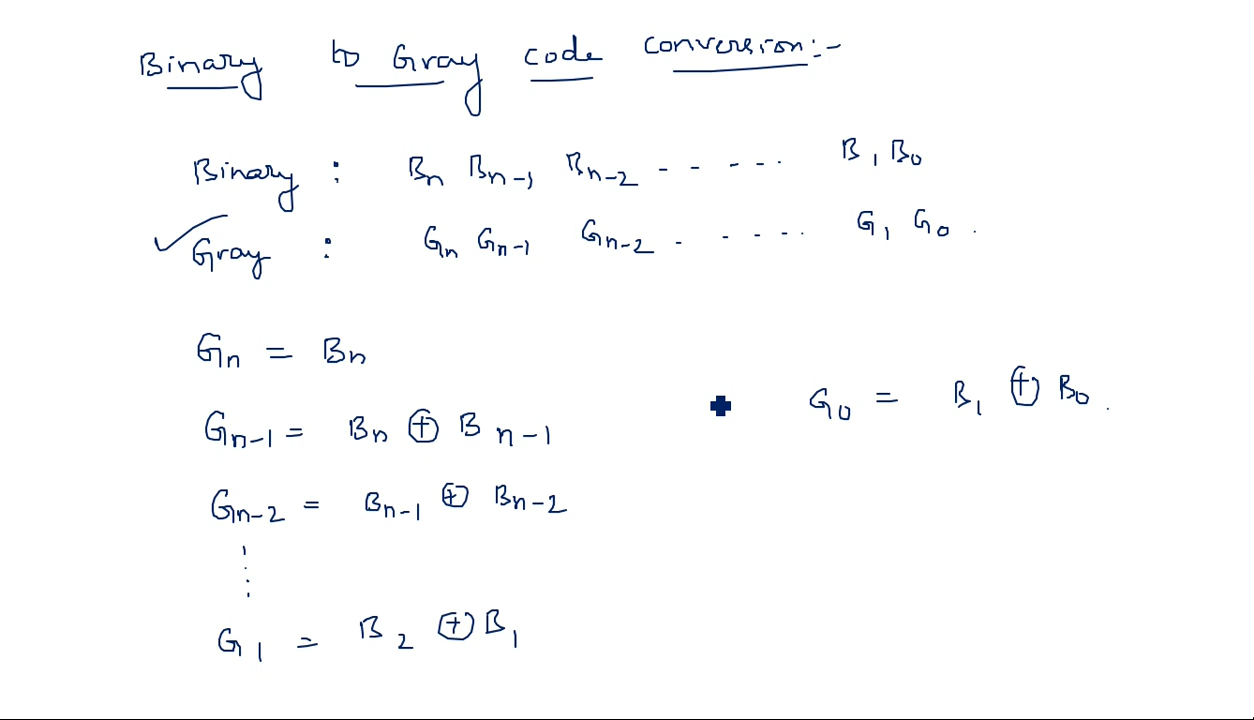 Binary to Gray code conversion:-
Binary : Bn Bn-1 Bn-2 - - - - - . B1 B0
Gray : Gn Gn-1 Gn-2 - - - - - . G1 G0 .
Gn = Bn
Gn-1 = Bn ⊕ Bn-1
Gn-2 = Bn-1 ⊕ Bn-2
G1 = B2 ⊕ B1
G0 = B1 ⊕ B0 .